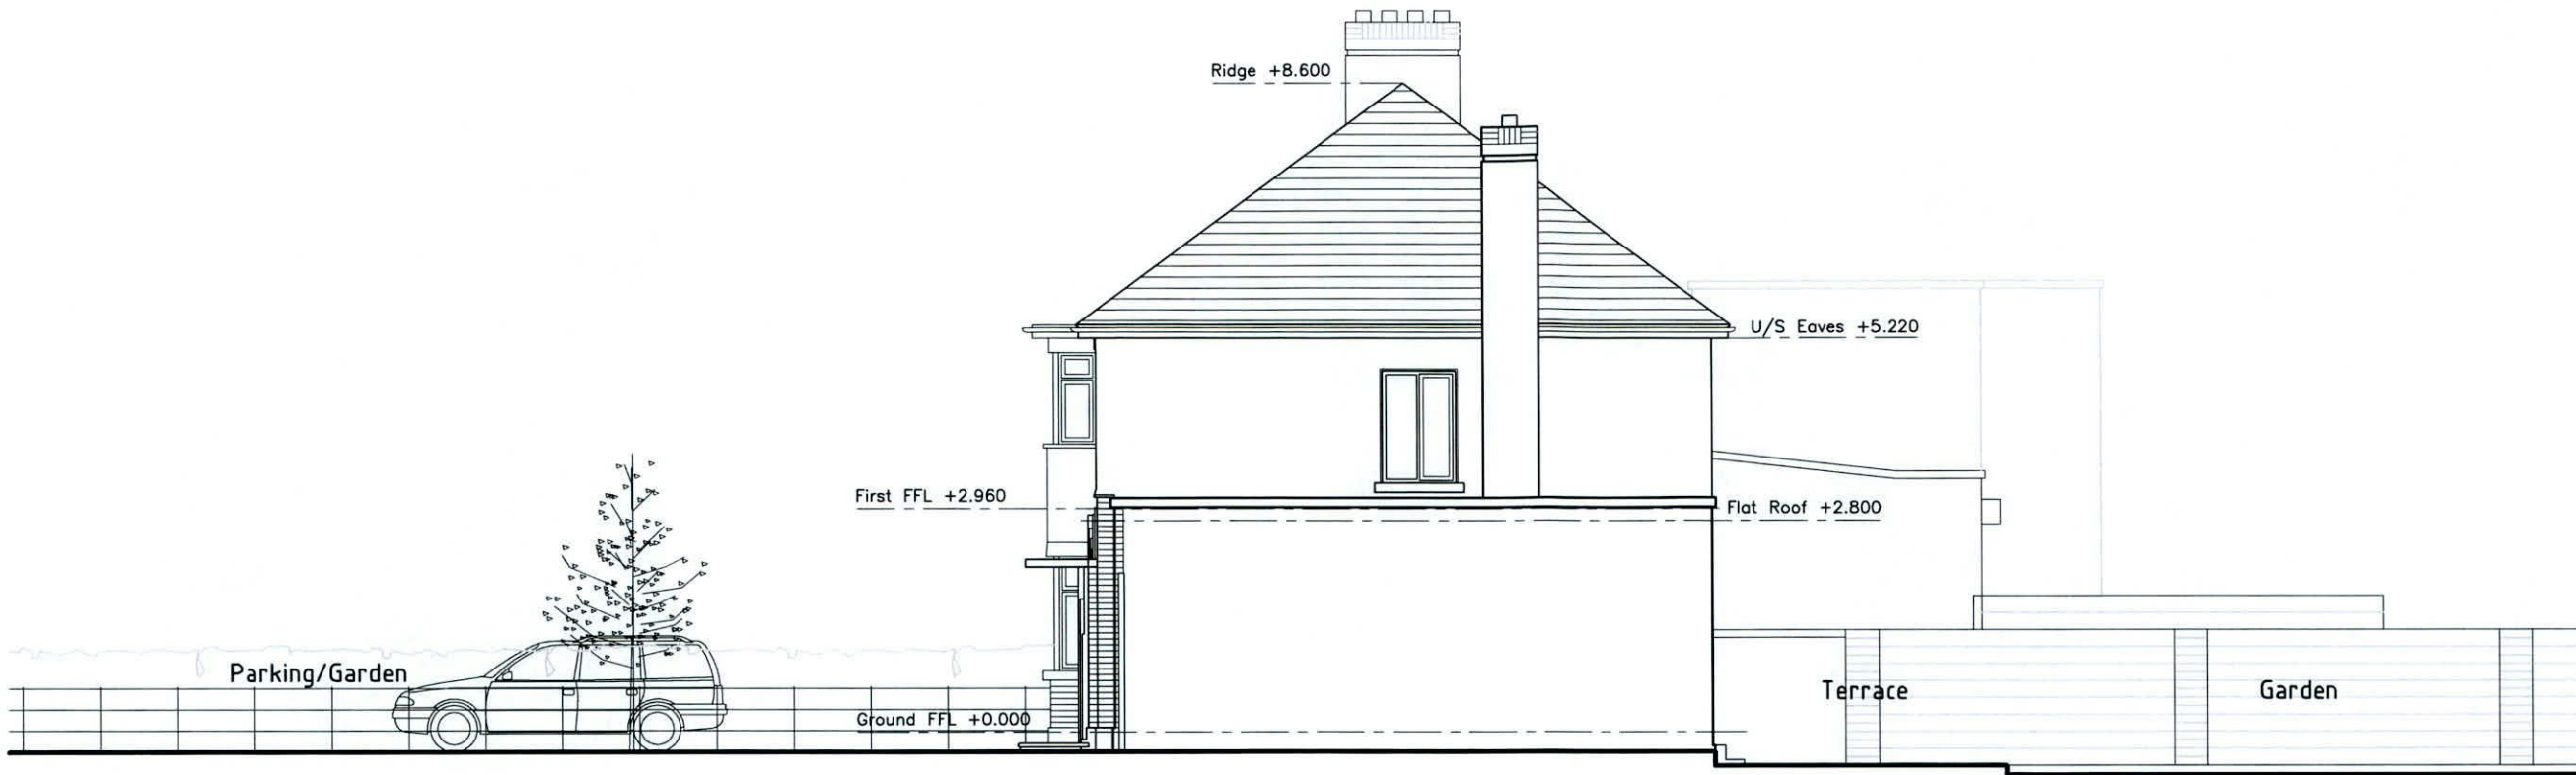 Ridge +8.600
U/S Eaves +5.220
First FFL +2.960
Flat Roof +2.800
Parking/Garden
Terrace
Garden
Ground FFL +0.000